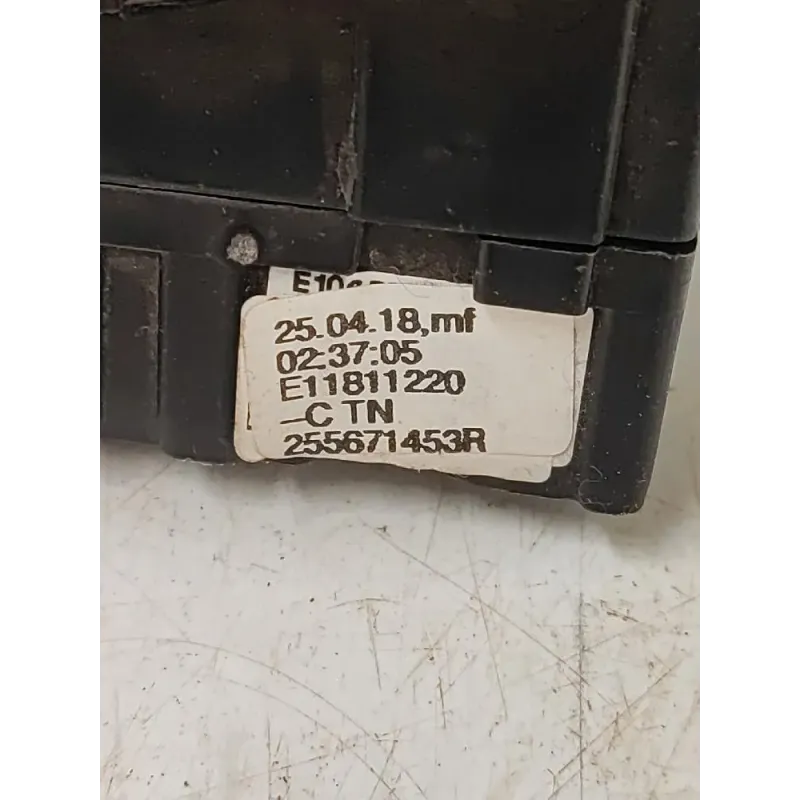 25.04.18,mf
02:37:05
E11811220
-C TN
255671453R